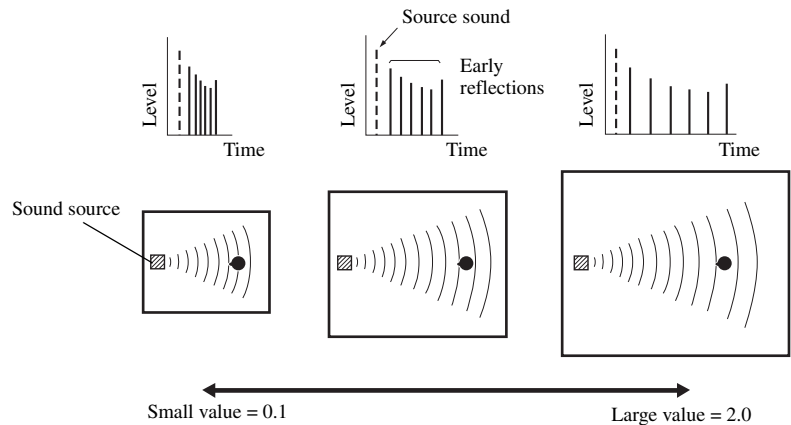 Source sound
Early
reflections
Level
Time
Level
Time
Level
Time
Sound source
Small value = 0.1
Large value = 2.0